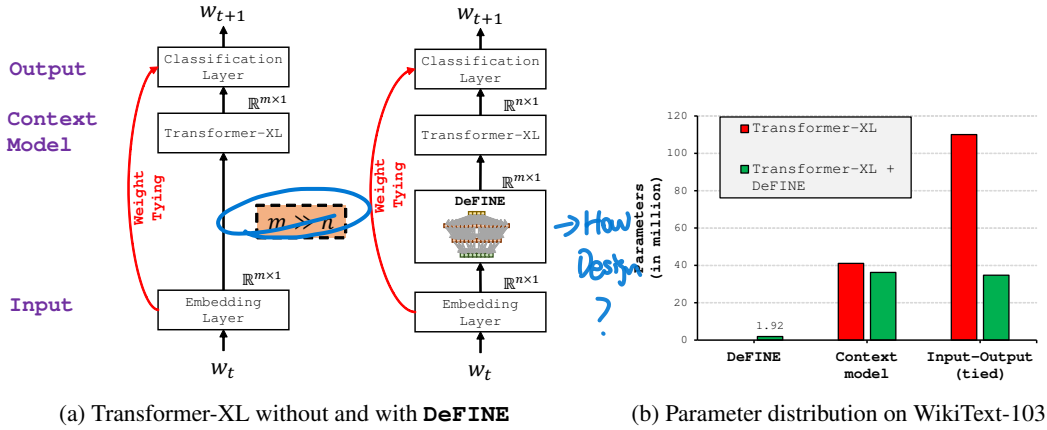 w_{t+1}
Classification
Layer
ℝ^{m×1}
Transformer-XL
Weight
Tying
ℝ^{m×1}
Embedding
Layer
w_t
Output
Context
Model
Input
m ≫ n
w_{t+1}
Classification
Layer
ℝ^{n×1}
Transformer-XL
Weight
Tying
ℝ^{m×1}
DeFINE
ℝ^{n×1}
Embedding
Layer
w_t
→ How
Design
?
(a) Transformer-XL without and with DeFINE
Parameters
(in million)
120
100
80
60
40
20
0
Transformer-XL
Transformer-XL +
DeFINE
1.92
DeFINE
Context
model
Input-Output
(tied)
(b) Parameter distribution on WikiText-103